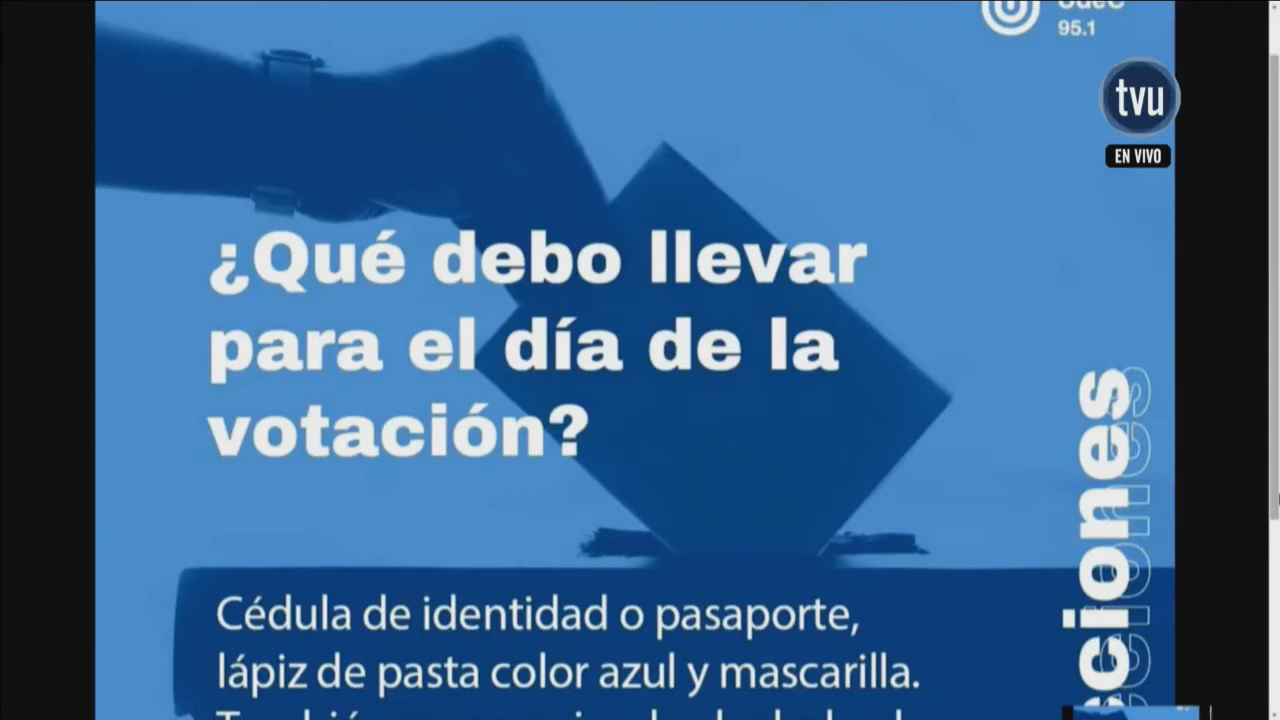 95.1
tvu
EN VIVO
¿Qué debo llevar
para el día de la
votación?
Cédula de identidad o pasaporte,
lápiz de pasta color azul y mascarilla.
ciones